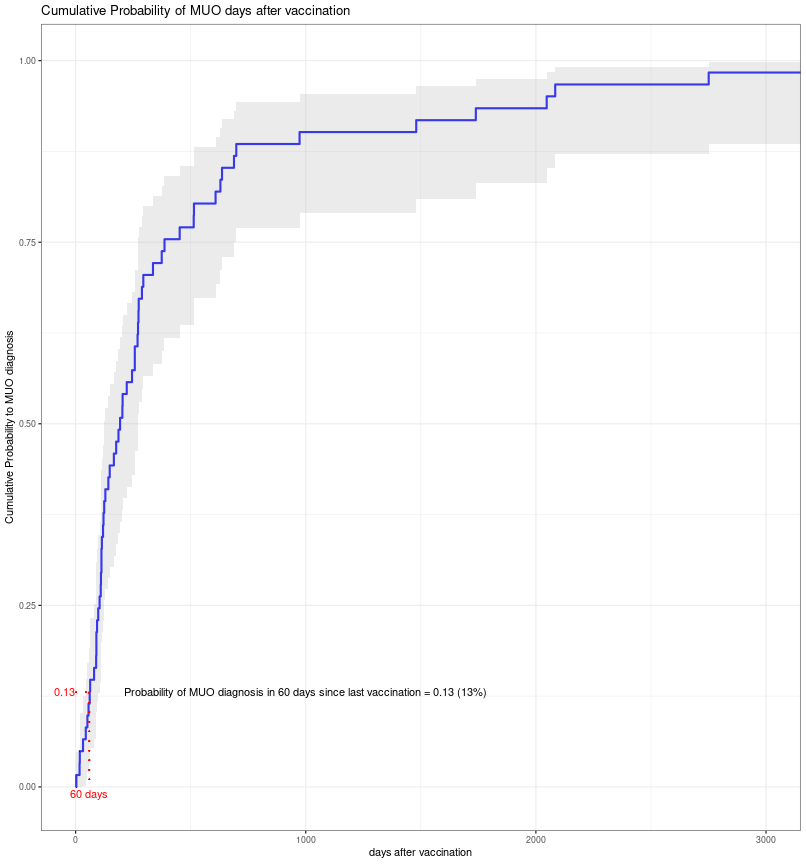 Cumulative Probability of MUO days after vaccination
Cumulative Probability to MUO diagnosis
1.00
0.75
0.50
0.25
0.00
0.13
Probability of MUO diagnosis in 60 days since last vaccination = 0.13 (13%)
60 days
0
1000
2000
3000
days after vaccination